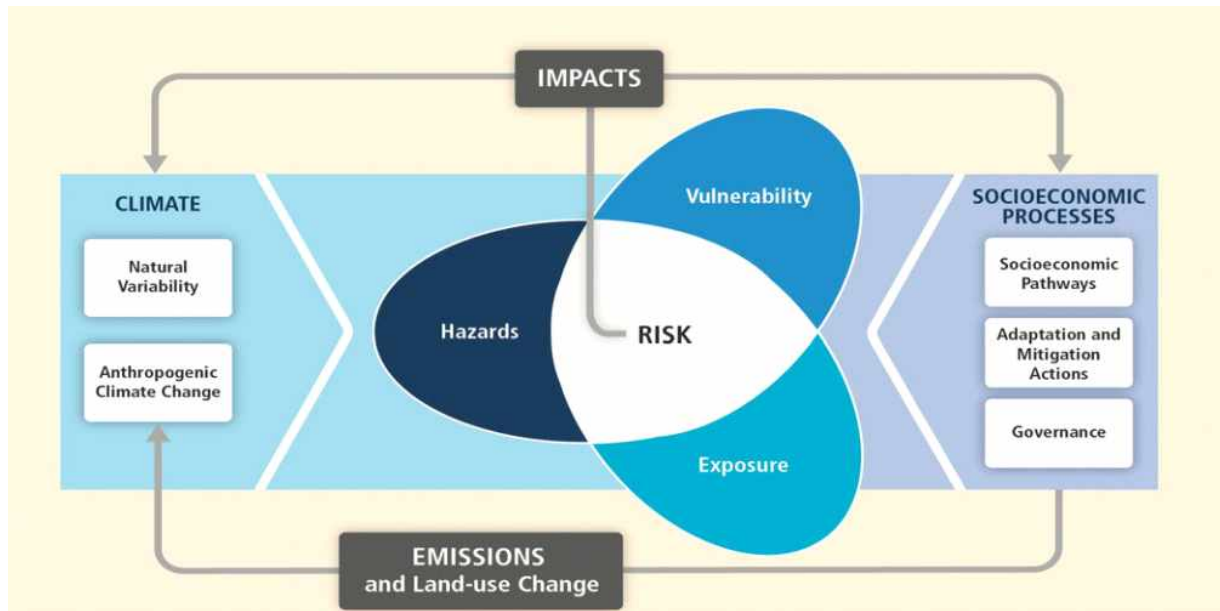 IMPACTS
CLIMATE
Natural
Variability
Anthropogenic
Climate Change
Vulnerability
Hazards
RISK
Exposure
SOCIOECONOMIC
PROCESSES
Socioeconomic
Pathways
Adaptation and
Mitigation
Actions
Governance
EMISSIONS
and Land-use Change